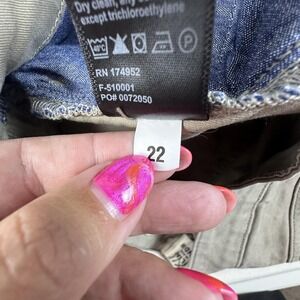 Dry clean, any
except trichloroethylene
RN 174952
F-510001
PO# 0072050
22